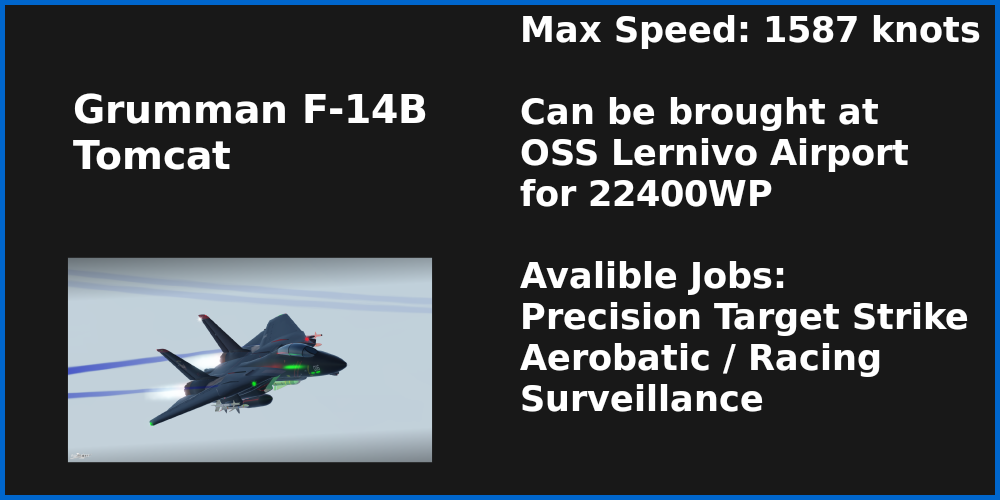 Grumman F-14B
Tomcat
Max Speed: 1587 knots
Can be brought at
OSS Lernivo Airport
for 22400WP
Avalible Jobs:
Precision Target Strike
Aerobatic / Racing
Surveillance